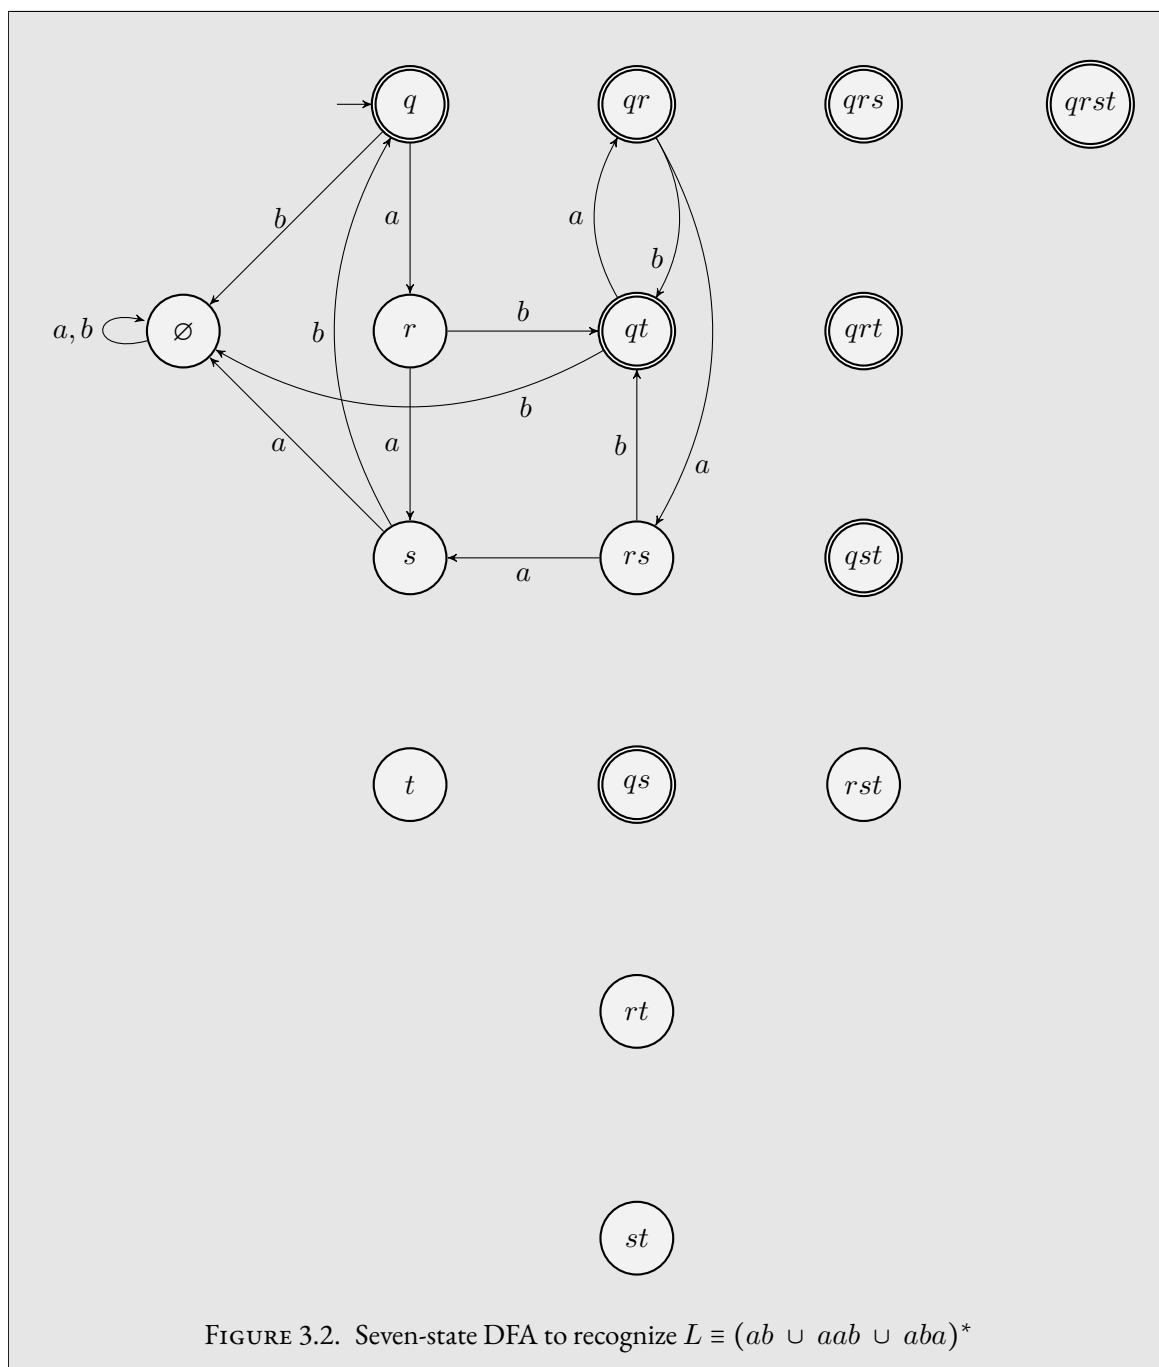 q qr qrs qrst
b a a b
a, b ∅ b r b qt qrt
b
a a b a
s a rs qst
t qs rst
rt
st
FIGURE 3.2. Seven-state DFA to recognize L ≡ (ab ∪ aab ∪ aba)*